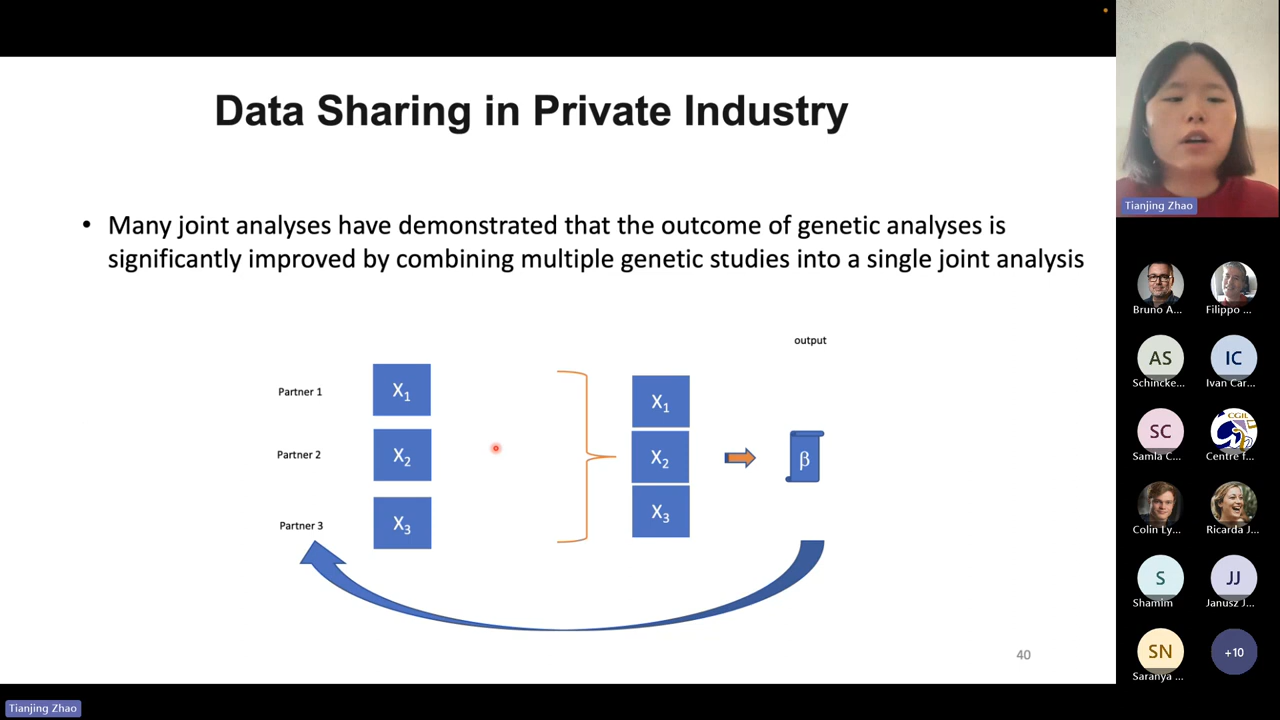 Data Sharing in Private Industry
• Many joint analyses have demonstrated that the outcome of genetic analyses is
significantly improved by combining multiple genetic studies into a single joint analysis
output
Partner 1
X1
X1
Partner 2
X2
X2
β
Partner 3
X3
X3
40
Tianjing Zhao
Bruno A...
Filippo ...
AS
IC
Schincke...
Ivan Car...
SC
CGIL
Samla C...
Centre f...
Colin Ly...
Ricarda J...
S
JJ
Shamim
Janusz J...
SN
+10
Saranya ...
Tianjing Zhao